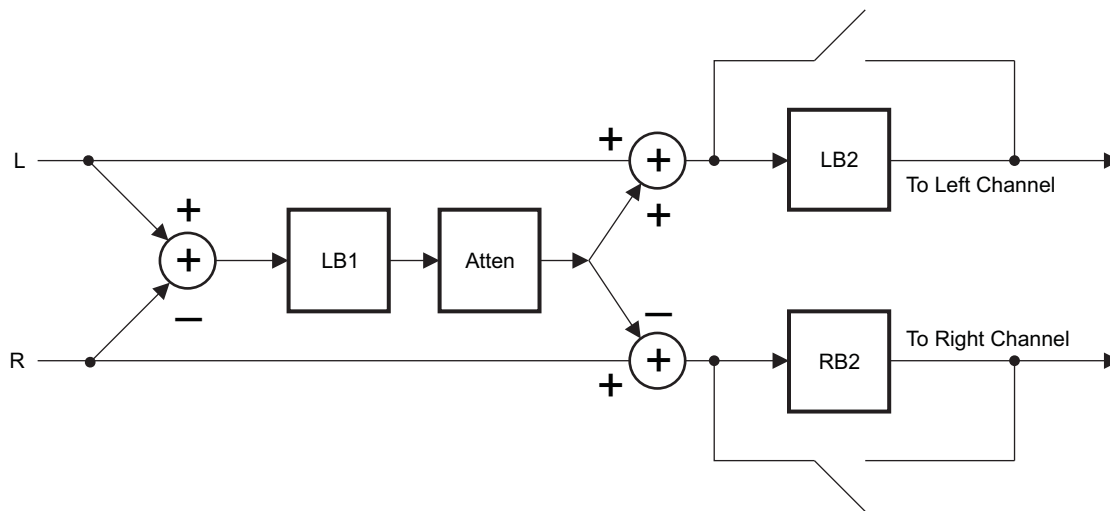 +
L
LB2
+
To Left Channel
+
+
+
LB1
Atten
−
−
To Right Channel
R
+
RB2
+